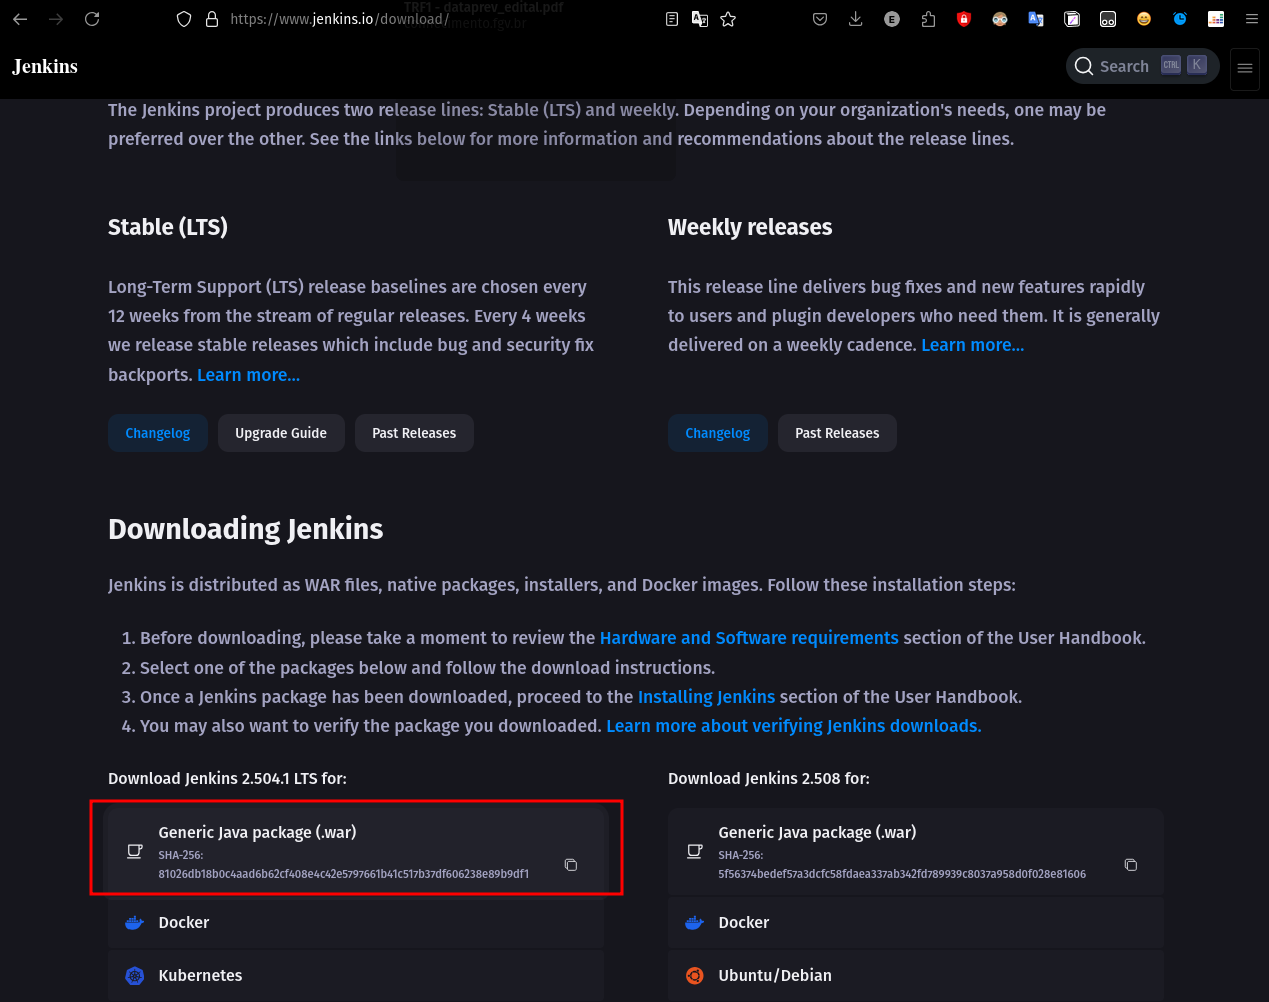 TRF1 - dataprev_edital.pdf
https://www.jenkins.io/download/
Jenkins
Search CTRL K
The Jenkins project produces two release lines: Stable (LTS) and weekly. Depending on your organization's needs, one may be
preferred over the other. See the links below for more information and recommendations about the release lines.
Stable (LTS)
Long-Term Support (LTS) release baselines are chosen every
12 weeks from the stream of regular releases. Every 4 weeks
we release stable releases which include bug and security fix
backports. Learn more...
Changelog Upgrade Guide Past Releases
Weekly releases
This release line delivers bug fixes and new features rapidly
to users and plugin developers who need them. It is generally
delivered on a weekly cadence. Learn more...
Changelog Past Releases
Downloading Jenkins
Jenkins is distributed as WAR files, native packages, installers, and Docker images. Follow these installation steps:
1. Before downloading, please take a moment to review the Hardware and Software requirements section of the User Handbook.
2. Select one of the packages below and follow the download instructions.
3. Once a Jenkins package has been downloaded, proceed to the Installing Jenkins section of the User Handbook.
4. You may also want to verify the package you downloaded. Learn more about verifying Jenkins downloads.
Download Jenkins 2.504.1 LTS for:
Generic Java package (.war)
SHA-256:
81026db18b0c4aad6b62cf408e4c42e5797661b41c517b37df606238e89b9df1
Docker
Kubernetes
Download Jenkins 2.508 for:
Generic Java package (.war)
SHA-256:
5f56374bedef57a3dcfc58fdaea337ab342fd789939c8037a958d0f028e81606
Docker
Ubuntu/Debian